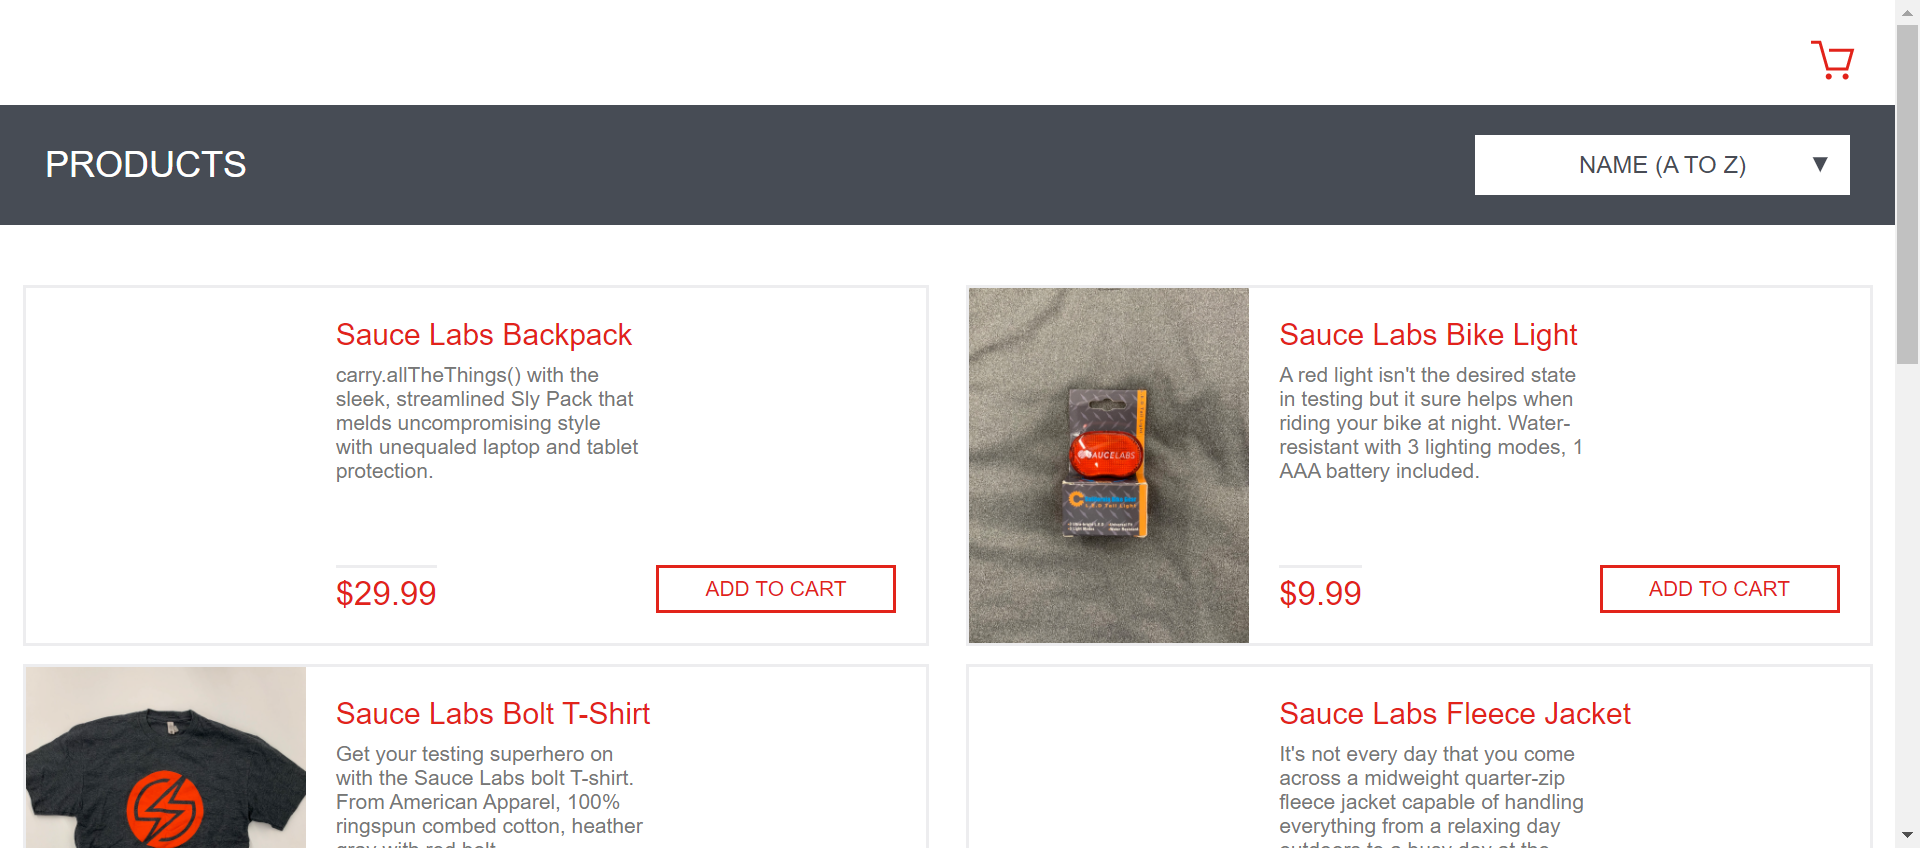 PRODUCTS
NAME (A TO Z)
Sauce Labs Backpack
carry.allTheThings() with the
sleek, streamlined Sly Pack that
melds uncompromising style
with unequaled laptop and tablet
protection.
$29.99
ADD TO CART
SAUCELABS
Sauce Labs Bike Light
A red light isn't the desired state
in testing but it sure helps when
riding your bike at night. Water-
resistant with 3 lighting modes, 1
AAA battery included.
$9.99
ADD TO CART
Sauce Labs Bolt T-Shirt
Get your testing superhero on
with the Sauce Labs bolt T-shirt.
From American Apparel, 100%
ringspun combed cotton, heather
Sauce Labs Fleece Jacket
It's not every day that you come
across a midweight quarter-zip
fleece jacket capable of handling
everything from a relaxing day